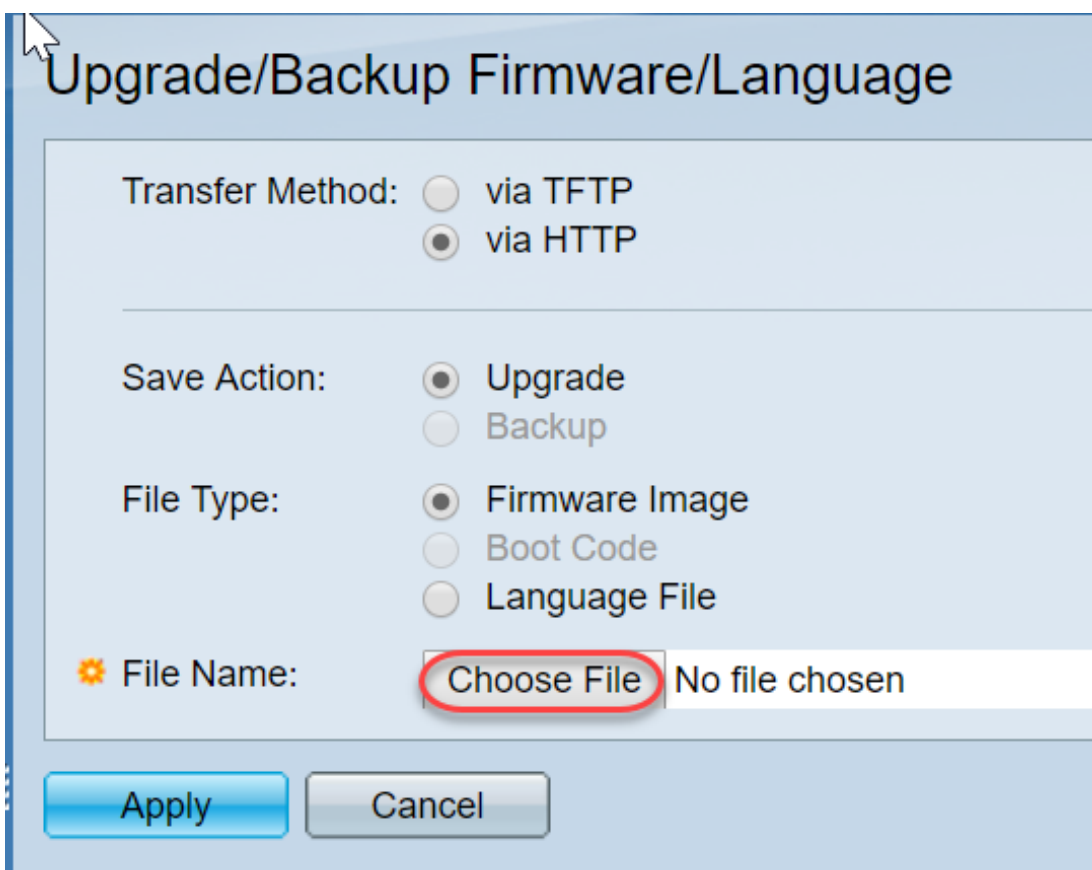 Upgrade/Backup Firmware/Language
Transfer Method: via TFTP
via HTTP
Save Action: Upgrade
Backup
File Type: Firmware Image
Boot Code
Language File
File Name: Choose File No file chosen
Apply Cancel